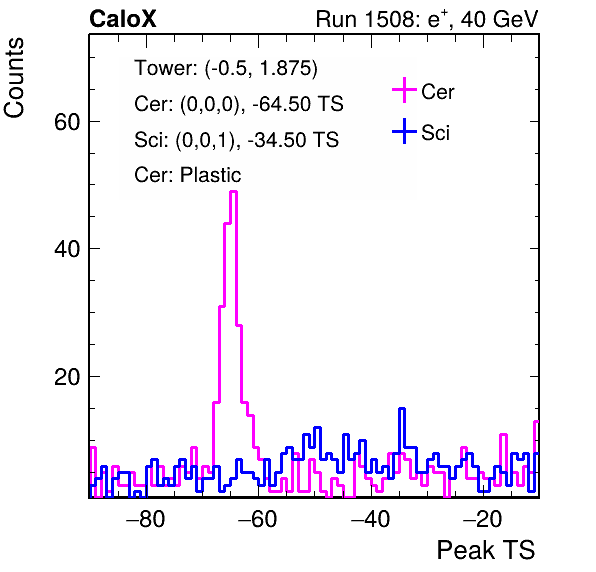 CaloX Run 1508: e⁺, 40 GeV
Counts
Tower: (-0.5, 1.875)
Cer: (0,0,0), -64.50 TS
Sci: (0,0,1), -34.50 TS
Cer: Plastic
Cer
Sci
60
40
20
−80 −60 −40 −20
Peak TS